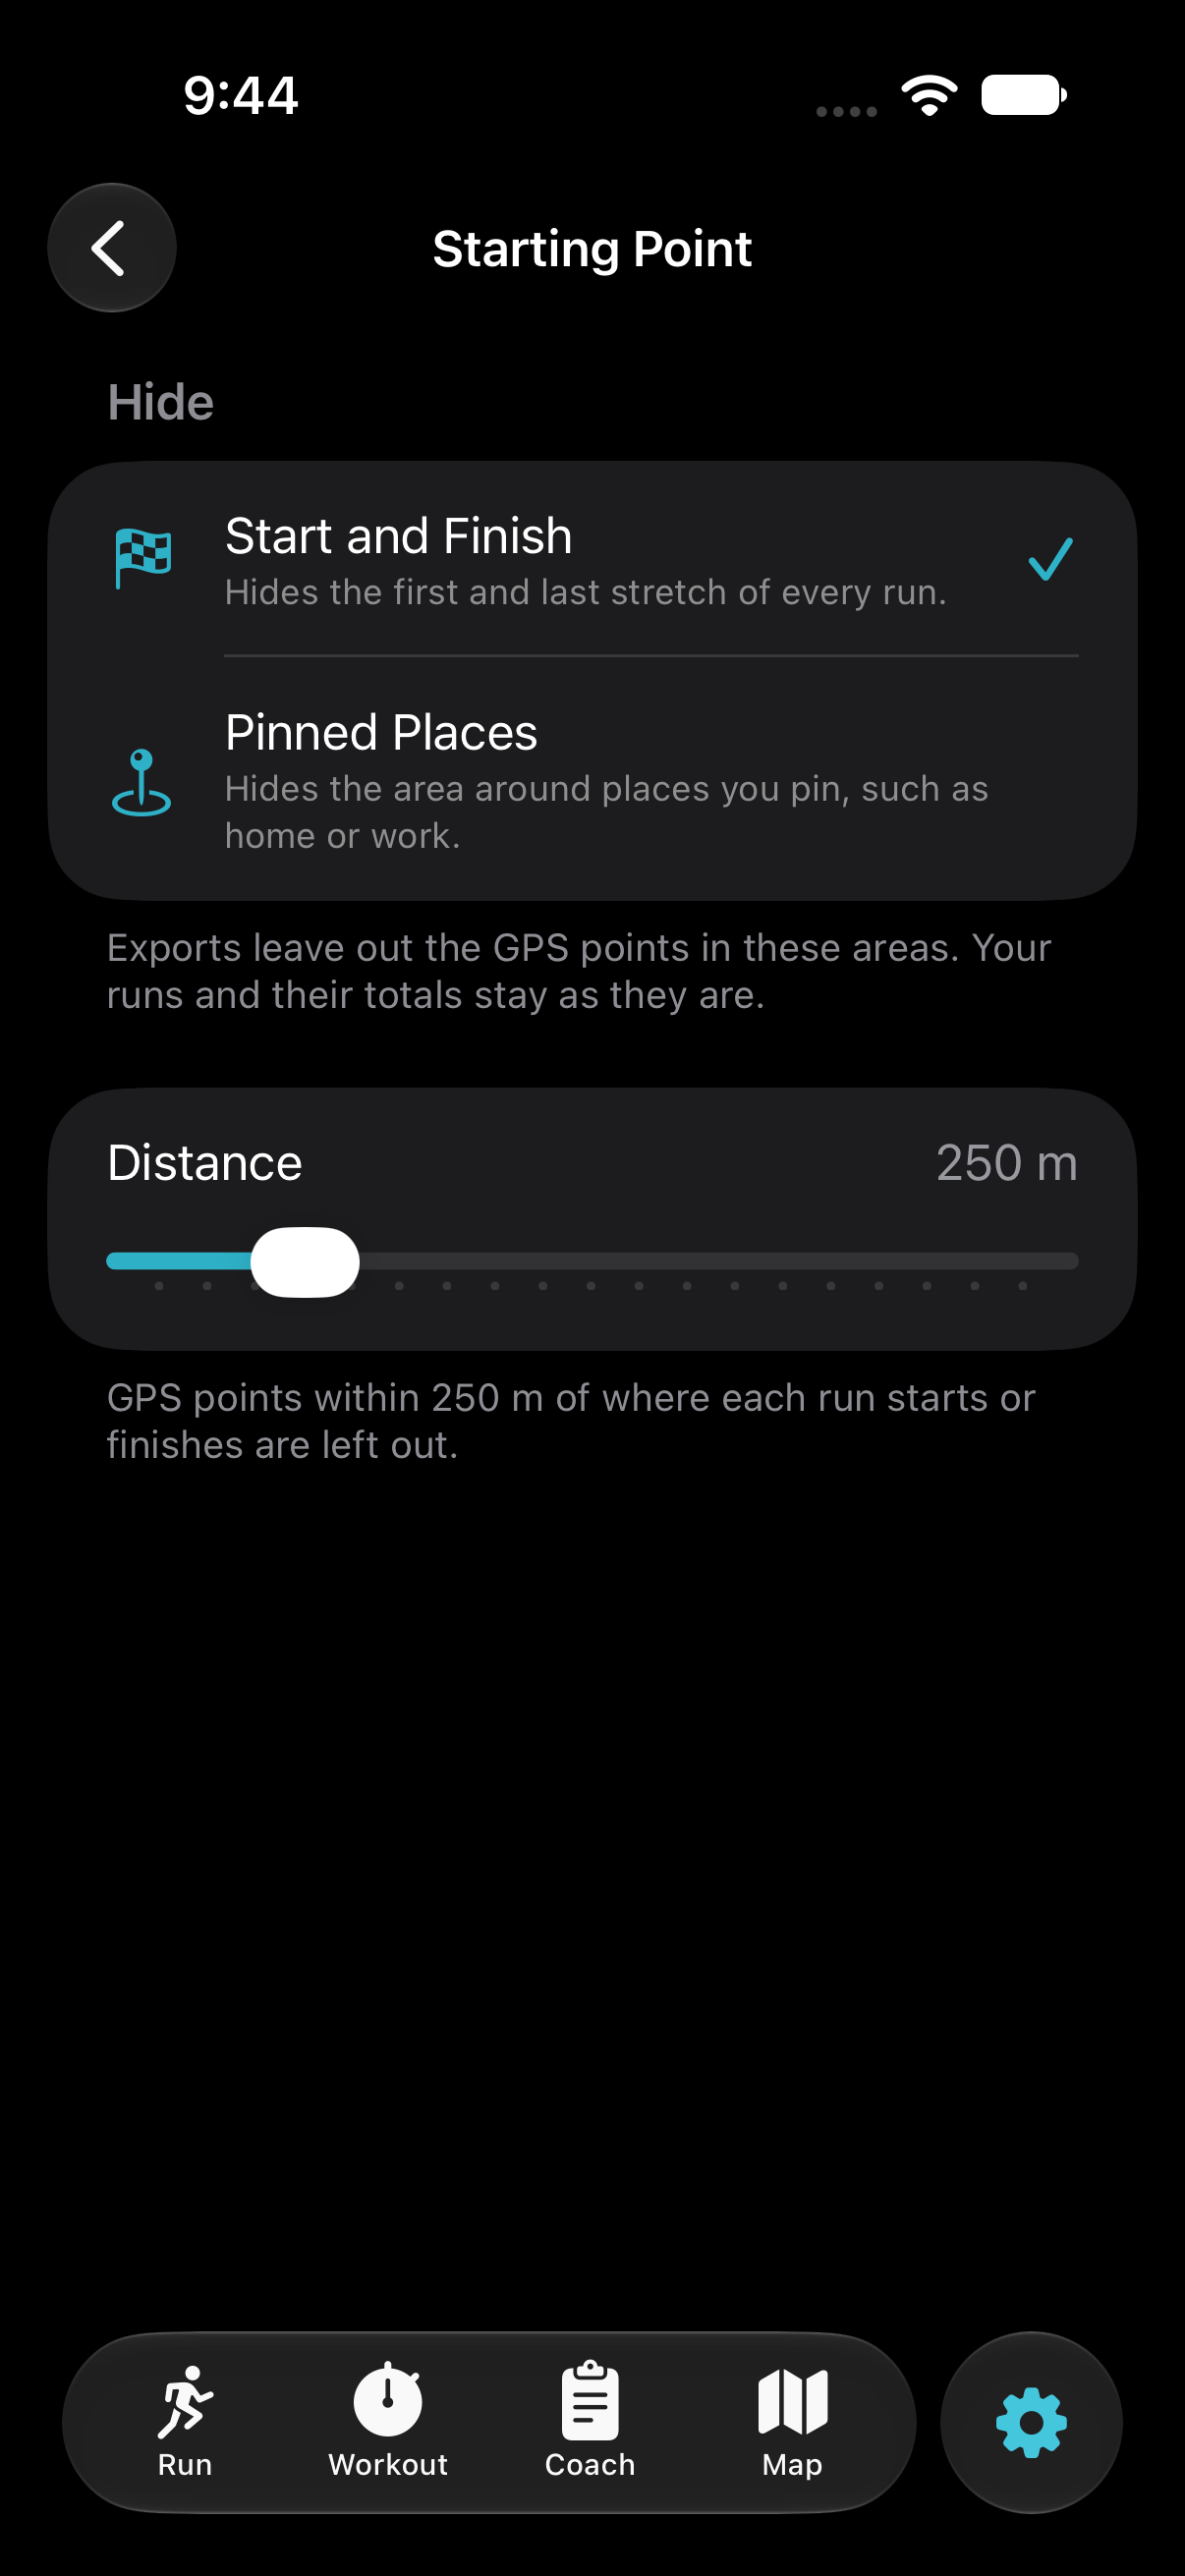 9:44
Starting Point
Hide
Start and Finish
Hides the first and last stretch of every run.
Pinned Places
Hides the area around places you pin, such as
home or work.
Exports leave out the GPS points in these areas. Your
runs and their totals stay as they are.
Distance
250 m
GPS points within 250 m of where each run starts or
finishes are left out.
Run
Workout
Coach
Map